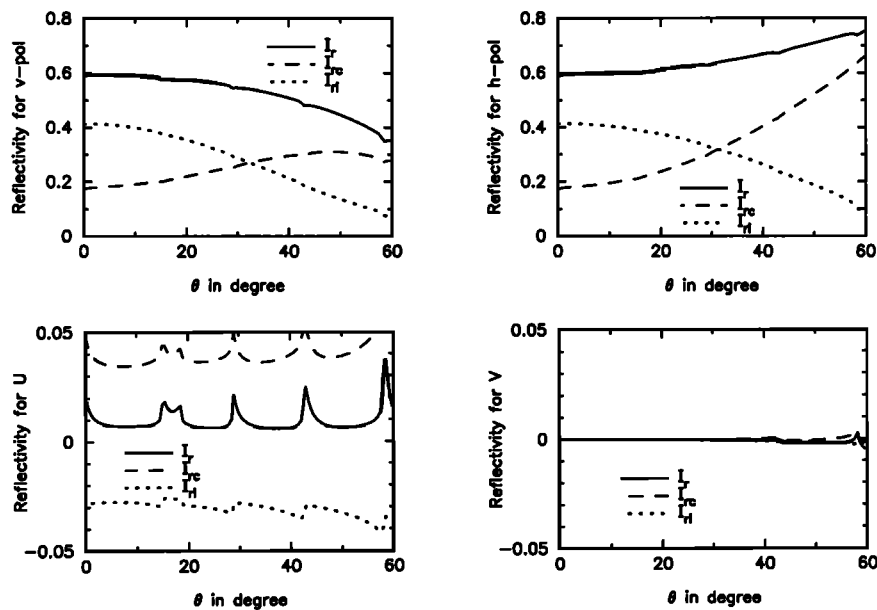 Reflectivity for v-pol
0.8
0.6
0.4
0.2
0
I_r
I_rc
I_ri
0
20
40
60
θ in degree
Reflectivity for h-pol
0.8
0.6
0.4
0.2
0
I_r
I_rc
I_ri
0
20
40
60
θ in degree
Reflectivity for U
0.05
0
−0.05
I_r
I_rc
I_ri
0
20
40
60
θ in degree
Reflectivity for V
0.05
0
−0.05
I_r
I_rc
I_ri
0
20
40
60
θ in degree